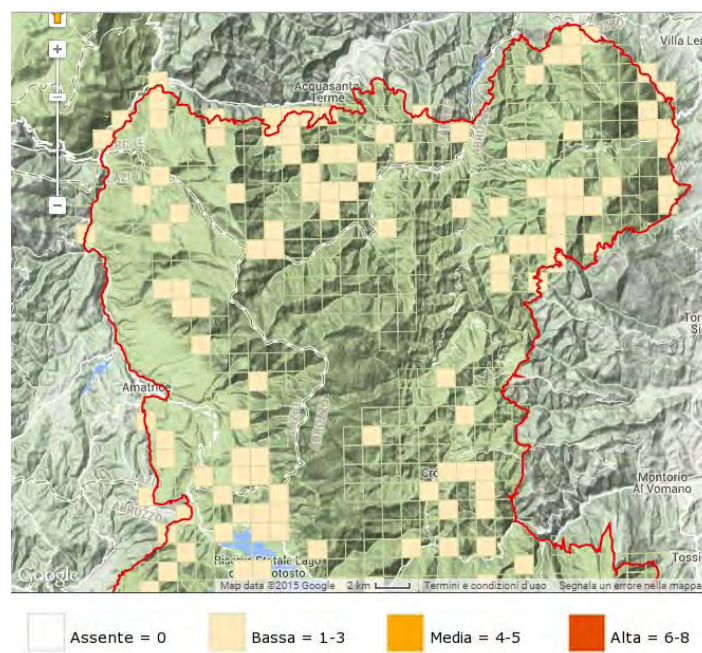 Villa Le
Acquasanta
Terme
Amatrice
Montorio
Al Vomano
ABRUZZO
Tossi
Google
Map data ©2015 Google
2 km
Termini e condizioni d'uso
Segnala un errore nella mappa
Assente = 0
Bassa = 1-3
Media = 4-5
Alta = 6-8